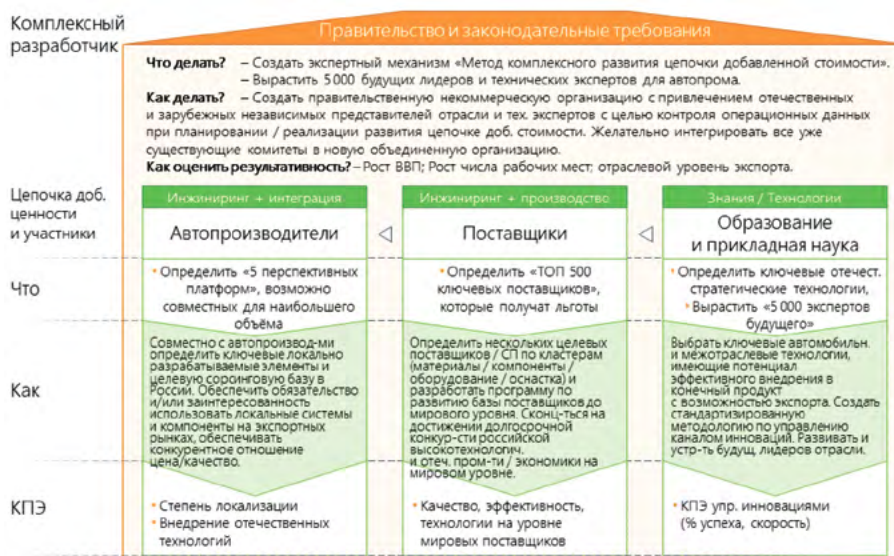 Комплексный
разработчик
Правительство и законодательные требования
Что делать? – Создать экспертный механизм «Метод комплексного развития цепочки добавленной стоимости».
– Вырастить 5 000 будущих лидеров и технических экспертов для автопрома.
Как делать? – Создать правительственную некоммерческую организацию с привлечением отечественных
и зарубежных независимых представителей отрасли и тех. экспертов с целью контроля операционных данных
при планировании / реализации развития цепочке доб. стоимости. Желательно интегрировать все уже
существующие комитеты в новую объединенную организацию.
Как оценить результативность? – Рост ВВП; Рост числа рабочих мест; отраслевой уровень экспорта.
Цепочка доб.
ценности
и участники
Инжиниринг + интеграция
Автопроизводители
Инжиниринг + производство
Поставщики
Знания / Технологии
Образование
и прикладная наука
Что
• Определить «5 перспективных
платформ», возможно
совместных для наибольшего
объёма
• Определить «ТОП 500
ключевых поставщиков»,
которые получат льготы
• Определить ключевые отечест.
стратегические технологии,
• Вырастить «5 000 экспертов
будущего»
Как
Совместно с автопроизвод-ми
определить ключевые локально
разрабатываемые элементы и
целевую сорсинговую базу в
России. Обеспечить обязательство
и/или заинтересованность
использовать локальные системы
и компоненты на экспортных
рынках, обеспечивать
конкурентное отношение
цена/качество.
Определить нескольких целевых
поставщиков / СП по кластерам
(материалы / компоненты /
оборудование / оснастка) и
разработать программу по
развитию базы поставщиков до
мирового уровня. Сконц-ться на
достижении долгосрочной
конкур-сти российской
высокотехнологич.
и отеч. пром-ти / экономики на
мировом уровне.
Выбрать ключевые автомобильн.
и межотраслевые технологии,
имеющие потенциал
эффективного внедрения в
конечный продукт
с возможностью экспорта. Создать
стандартизированную
методологию по управлению
каналом инноваций. Развивать и
устр-ть будущ. лидеров отрасли.
КПЭ
• Степень локализации
• Внедрение отечественных
технологий
• Качество, эффективность,
технологии на уровне
мировых поставщиков
• КПЭ упр. инновациями
(% успеха, скорость)